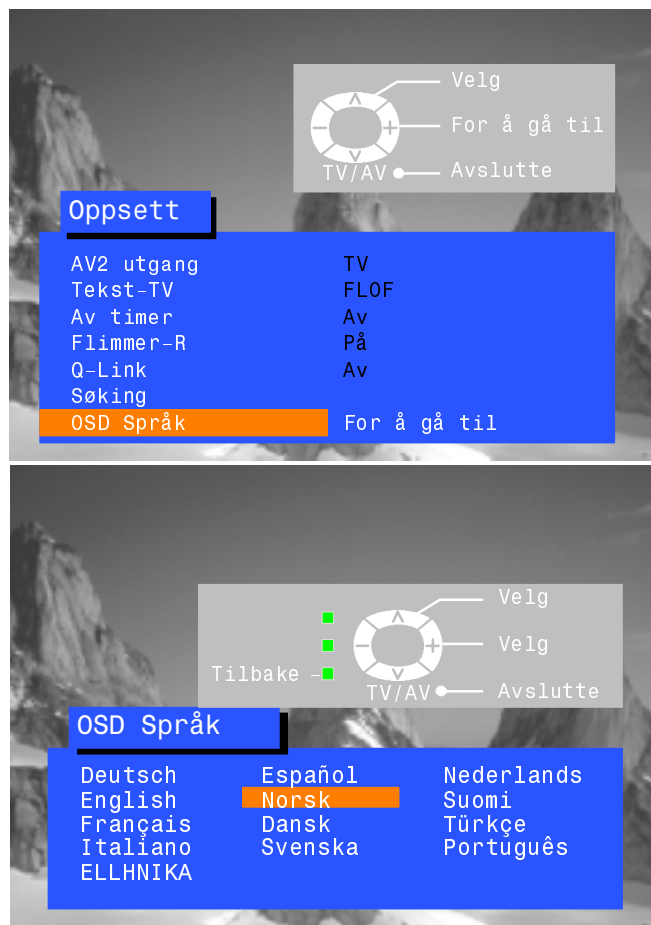 Velg
For å gå til
TV/AV Avslutte
Oppsett
AV2 utgang TV
Tekst-TV FLOF
Av timer Av
Flimmer-R På
Q-Link Av
Søking
OSD Språk For å gå til
Velg
Velg
Tilbake
TV/AV Avslutte
OSD Språk
Deutsch Español Nederlands
English Norsk Suomi
Français Dansk Türkçe
Italiano Svenska Português
ELLHNIKA